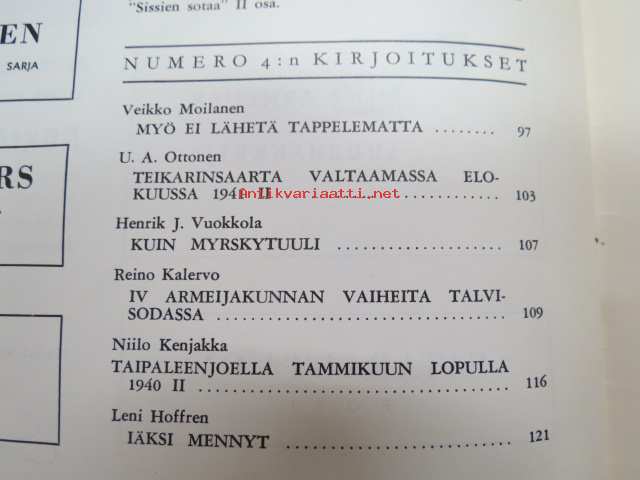 "Sissien sotaa" II osa.
EN
SARJA
RS
NUMERO 4:n KIRJOITUKSET
Veikko Moilanen
MYÖ EI LÄHETÄ TAPPELEMATTA ........ 97
U. A. Ottonen
TEIKARINSAARTA VALTAAMASSA ELO-
KUUSSA 1941 II .................... 103
Antikvariaatti.net
Henrik J. Vuokkola
KUIN MYRSKYTUULI .................. 107
Reino Kalervo
IV ARMEIJAKUNNAN VAIHEITA TALVI-
SODASSA .................... 109
Niilo Kenjakka
TAIPALEENJOELLA TAMMIKUUN LOPULLA
1940 II .................... 116
Leni Hoffren
IÄKSI MENNYT .................... 121